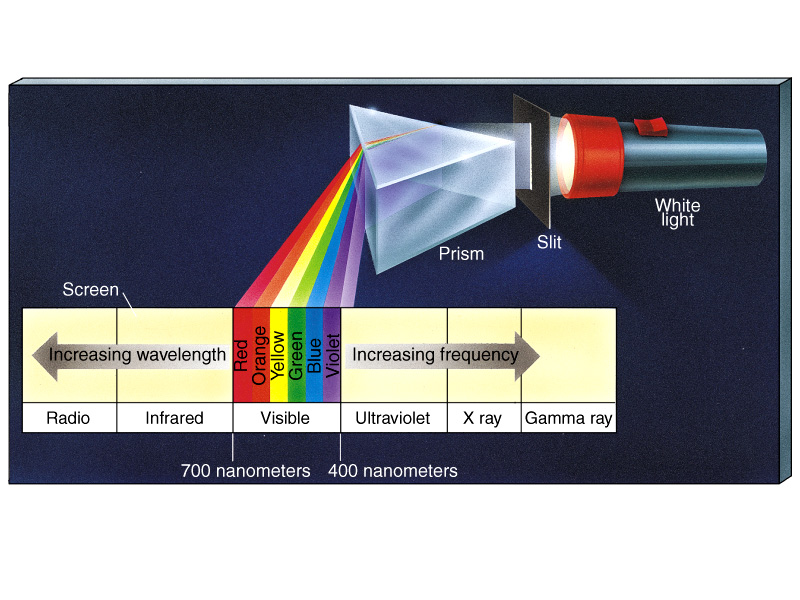 White
light
Slit
Prism
Screen
Increasing wavelength
Red
Orange
Yellow
Green
Blue
Violet
Increasing frequency
Radio
Infrared
Visible
Ultraviolet
X ray
Gamma ray
700 nanometers
400 nanometers